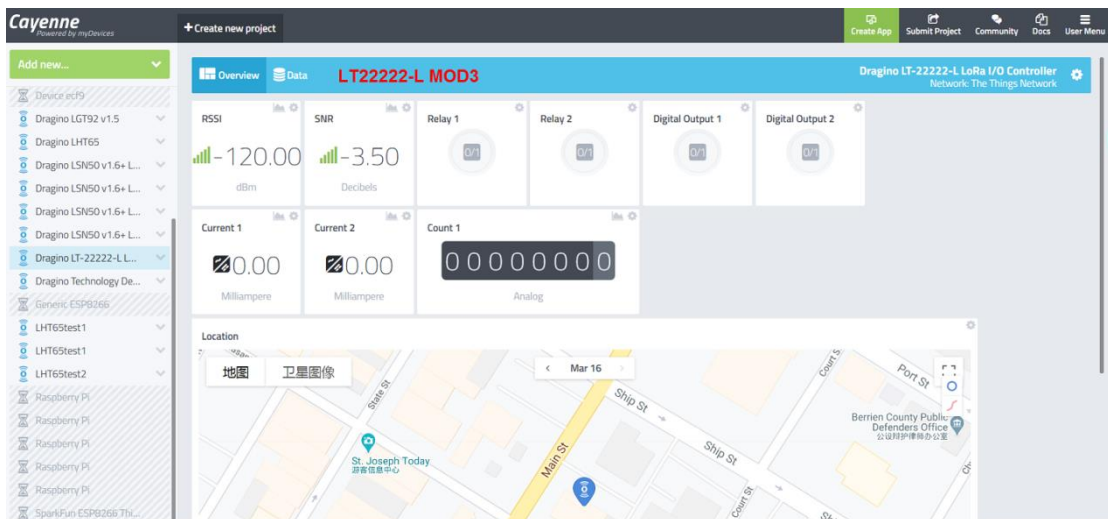 Cayenne
Powered by myDevices
+ Create new project
Create App
Submit Project
Community
Docs
User Menu
Add new...
Device ecf9
Dragino LGT92 v1.5
Dragino LHT65
Dragino LSN50 v1.6+ L...
Dragino LSN50 v1.6+ L...
Dragino LSN50 v1.6+ L...
Dragino LSN50 v1.6+ L...
Dragino LT-22222-L L...
Dragino Technology De...
Generic ESP8266
LHT65test1
LHT65test1
LHT65test2
Raspberry Pi
Raspberry Pi
Raspberry Pi
Raspberry Pi
Raspberry Pi
SparkFun ESP8266 Thi...
Overview
Data
LT22222-L MOD3
Dragino LT-22222-L LoRa I/O Controller
Network: The Things Network
RSSI
-120.00
dBm
SNR
-3.50
Decibels
Relay 1
0/1
Relay 2
0/1
Digital Output 1
0/1
Digital Output 2
0/1
Current 1
0.00
Milliampere
Current 2
0.00
Milliampere
Count 1
00000000
Analog
Location
地图
卫星图像
Mar 16
State St
Ship St
Ship St
Main St
Court St
Court St
Port St
St. Joseph Today
游客信息中心
Berrien County Public
Defenders Office
公设辩护律师办公室